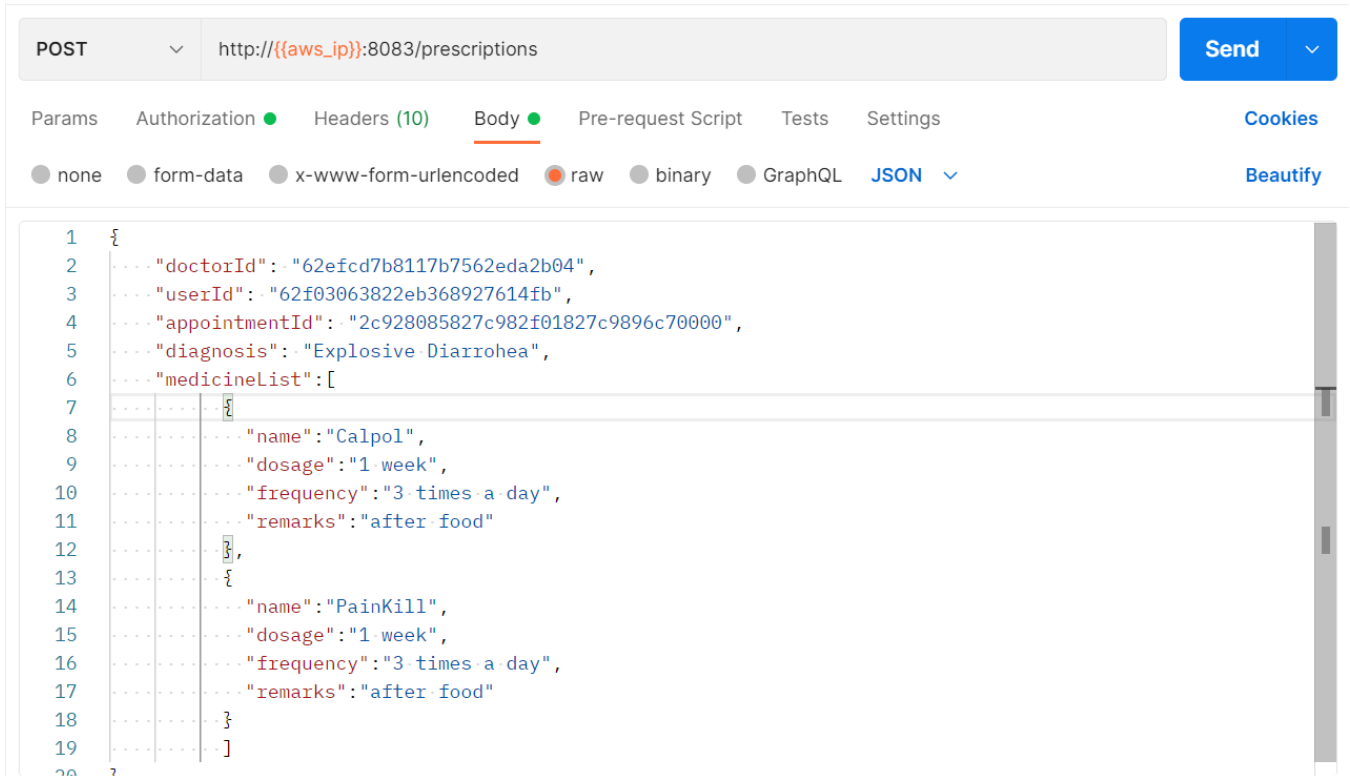 POST http://{{aws_ip}}:8083/prescriptions Send
Params Authorization Headers (10) Body Pre-request Script Tests Settings Cookies
none form-data x-www-form-urlencoded raw binary GraphQL JSON Beautify
1 {
2 "doctorId": "62efcd7b8117b7562eda2b04",
3 "userId": "62f03063822eb368927614fb",
4 "appointmentId": "2c928085827c982f01827c9896c70000",
5 "diagnosis": "Explosive Diarrohea",
6 "medicineList":[
7 {
8 "name":"Calpol",
9 "dosage":"1 week",
10 "frequency":"3 times a day",
11 "remarks":"after food"
12 },
13 {
14 "name":"PainKill",
15 "dosage":"1 week",
16 "frequency":"3 times a day",
17 "remarks":"after food"
18 }
19 ]
20 }